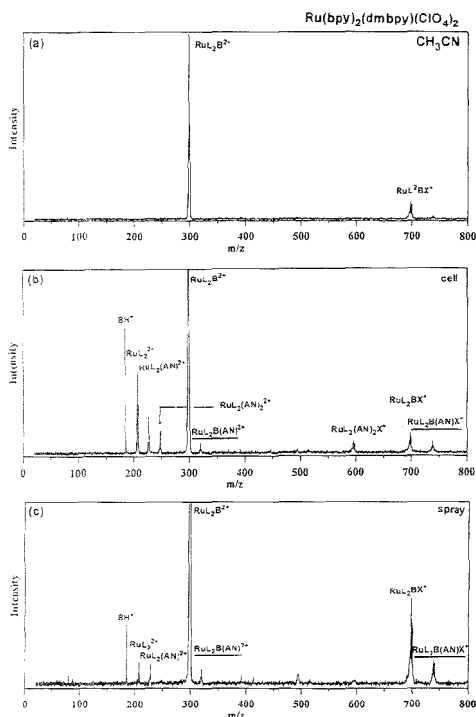 Ru(bpy)₂(dmbpy)(ClO₄)₂
(a)
CH₃CN
RuL₂B²⁺
RuL²BX⁺
Intensity
0 100 200 300 400 500 600 700 800
m/z
(b)
cell
RuL₂B²⁺
BH⁺
RuL₂²⁺
RuL₂(AN)²⁺
RuL₂(AN)₂²⁺
RuL₂B(AN)²⁺
RuL₂(AN)₂X⁺
RuL₂BX⁺
RuL₂B(AN)X⁺
Intensity
0 100 200 300 400 500 600 700 800
m/z
(c)
spray
RuL₂B²⁺
BH⁺
RuL₂²⁺
RuL₂(AN)²⁺
RuL₂B(AN)²⁺
RuL₂BX⁺
RuL₂B(AN)X⁺
Intensity
0 100 200 300 400 500 600 700 800
m/z